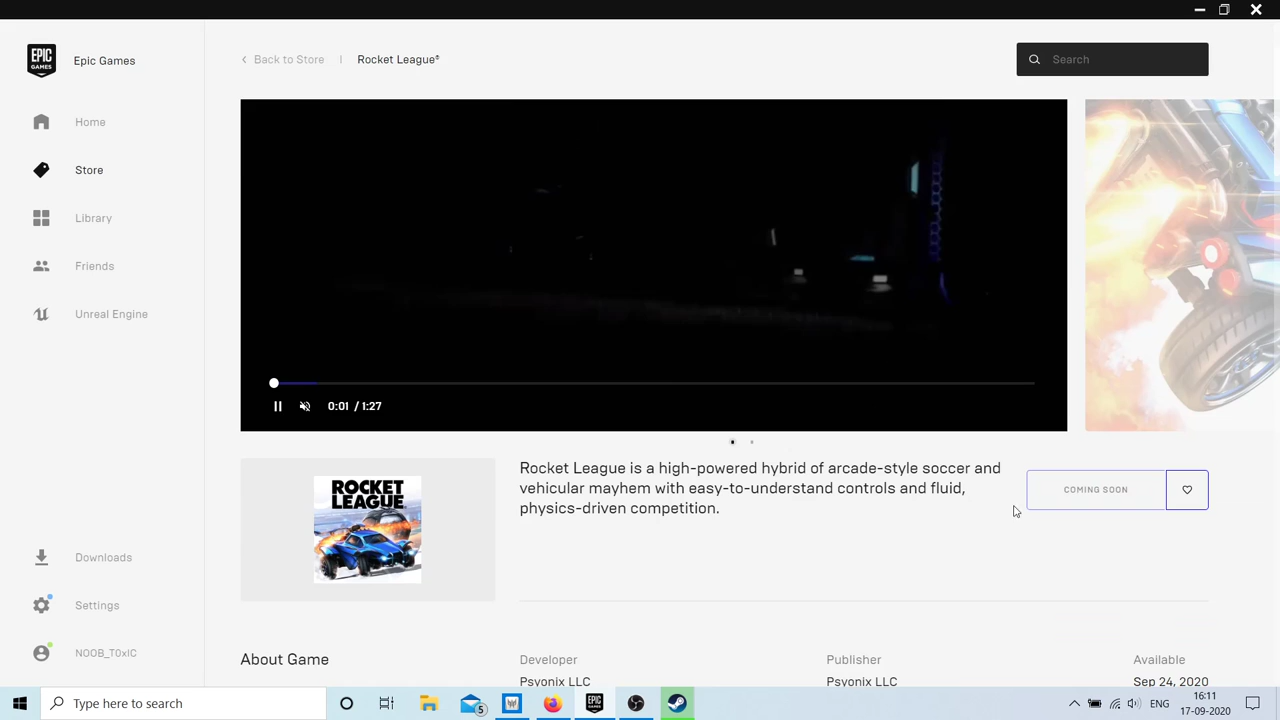 EPIC
GAMES
Epic Games
Home
Store
Library
Friends
Unreal Engine
Downloads
Settings
NOOB_T0xIC
Back to Store
Rocket League®
Search
0:01 / 1:27
ROCKET
LEAGUE
Rocket League is a high-powered hybrid of arcade-style soccer and
vehicular mayhem with easy-to-understand controls and fluid,
physics-driven competition.
COMING SOON
About Game
Developer
Psyonix LLC
Publisher
Psyonix LLC
Available
Sep 24, 2020
Type here to search
5
ENG
16:11
17-09-2020